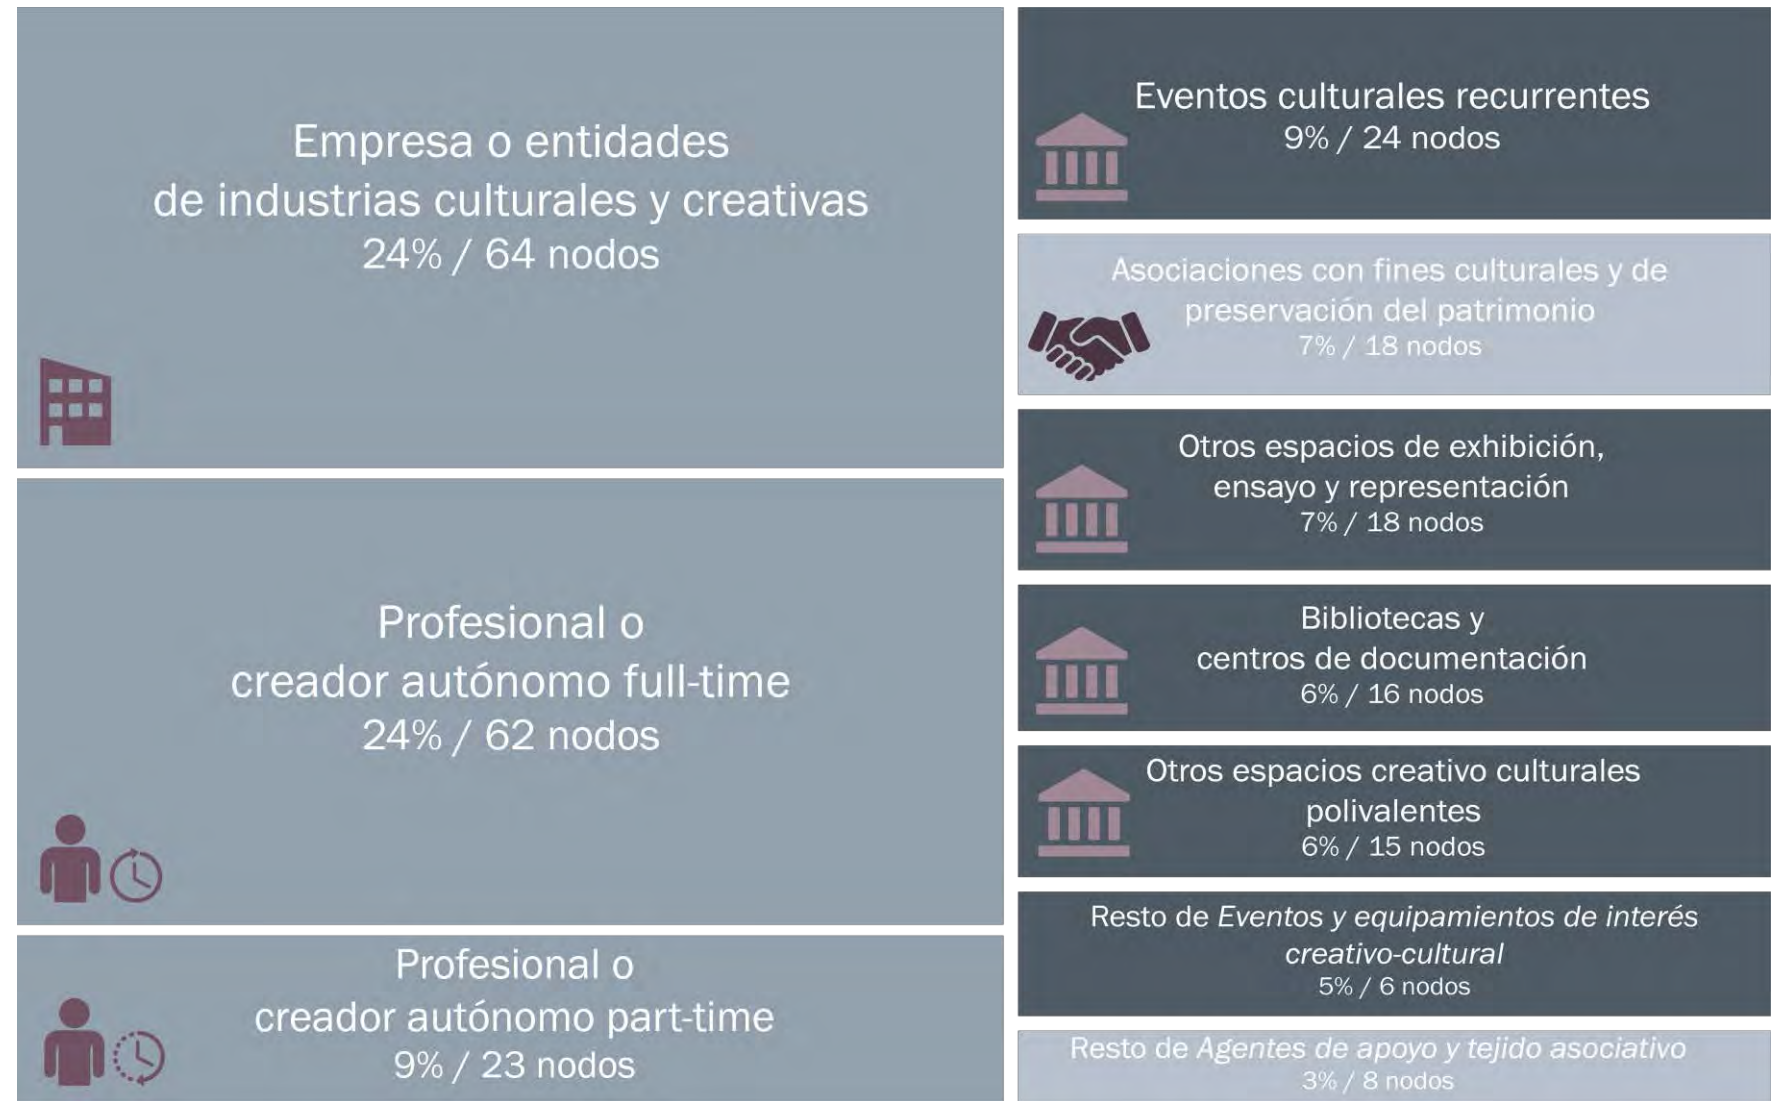 Empresa o entidades
de industrias culturales y creativas
24% / 64 nodos
Profesional o
creador autónomo full-time
24% / 62 nodos
Profesional o
creador autónomo part-time
9% / 23 nodos
Eventos culturales recurrentes
9% / 24 nodos
Asociaciones con fines culturales y de
preservación del patrimonio
7% / 18 nodos
Otros espacios de exhibición,
ensayo y representación
7% / 18 nodos
Bibliotecas y
centros de documentación
6% / 16 nodos
Otros espacios creativo culturales
polivalentes
6% / 15 nodos
Resto de Eventos y equipamientos de interés
creativo-cultural
5% / 6 nodos
Resto de Agentes de apoyo y tejido asociativo
3% / 8 nodos